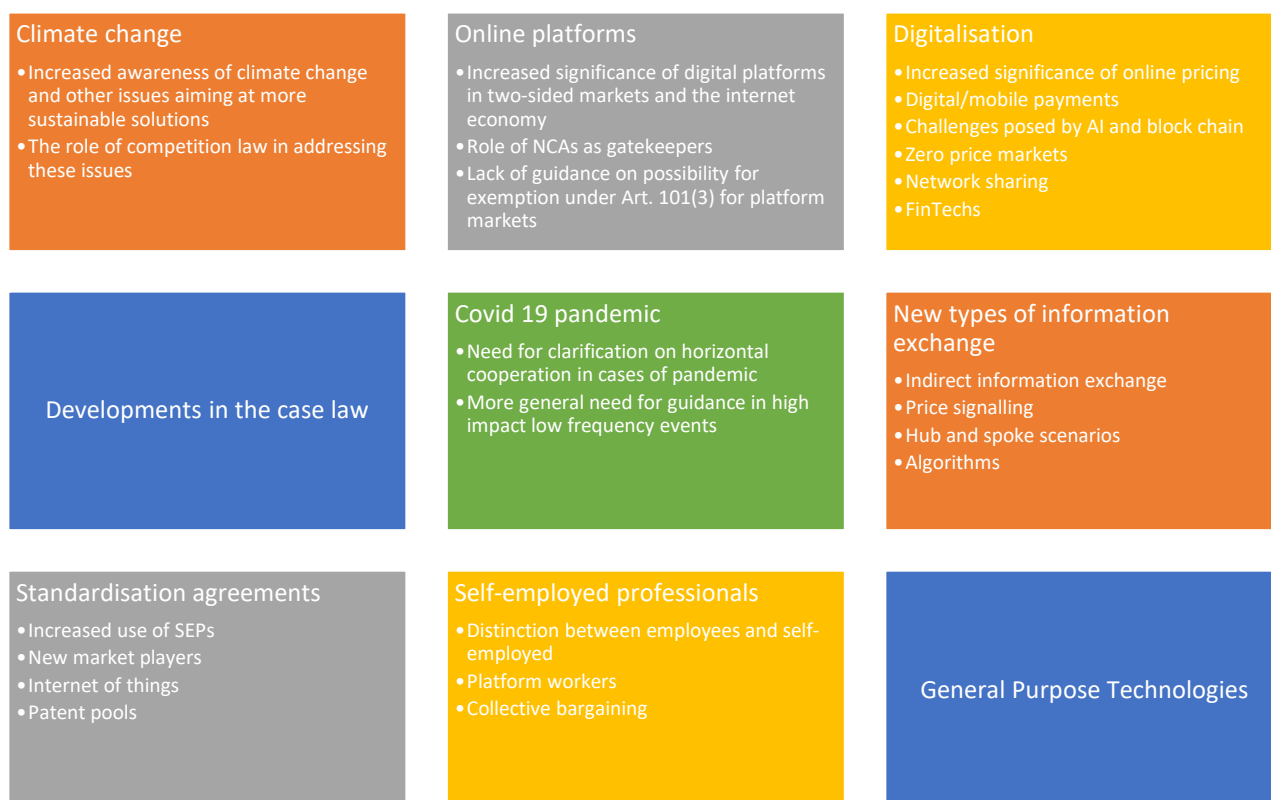 Climate change
•Increased awareness of climate change
and other issues aiming at more
sustainable solutions
•The role of competition law in addressing
these issues
Online platforms
•Increased significance of digital platforms
in two-sided markets and the internet
economy
•Role of NCAs as gatekeepers
•Lack of guidance on possibility for
exemption under Art. 101(3) for platform
markets
Digitalisation
•Increased significance of online pricing
•Digital/mobile payments
•Challenges posed by AI and block chain
•Zero price markets
•Network sharing
•FinTechs
Developments in the case law
Covid 19 pandemic
•Need for clarification on horizontal
cooperation in cases of pandemic
•More general need for guidance in high
impact low frequency events
New types of information
exchange
•Indirect information exchange
•Price signalling
•Hub and spoke scenarios
•Algorithms
Standardisation agreements
•Increased use of SEPs
•New market players
•Internet of things
•Patent pools
Self-employed professionals
•Distinction between employees and self-
employed
•Platform workers
•Collective bargaining
General Purpose Technologies